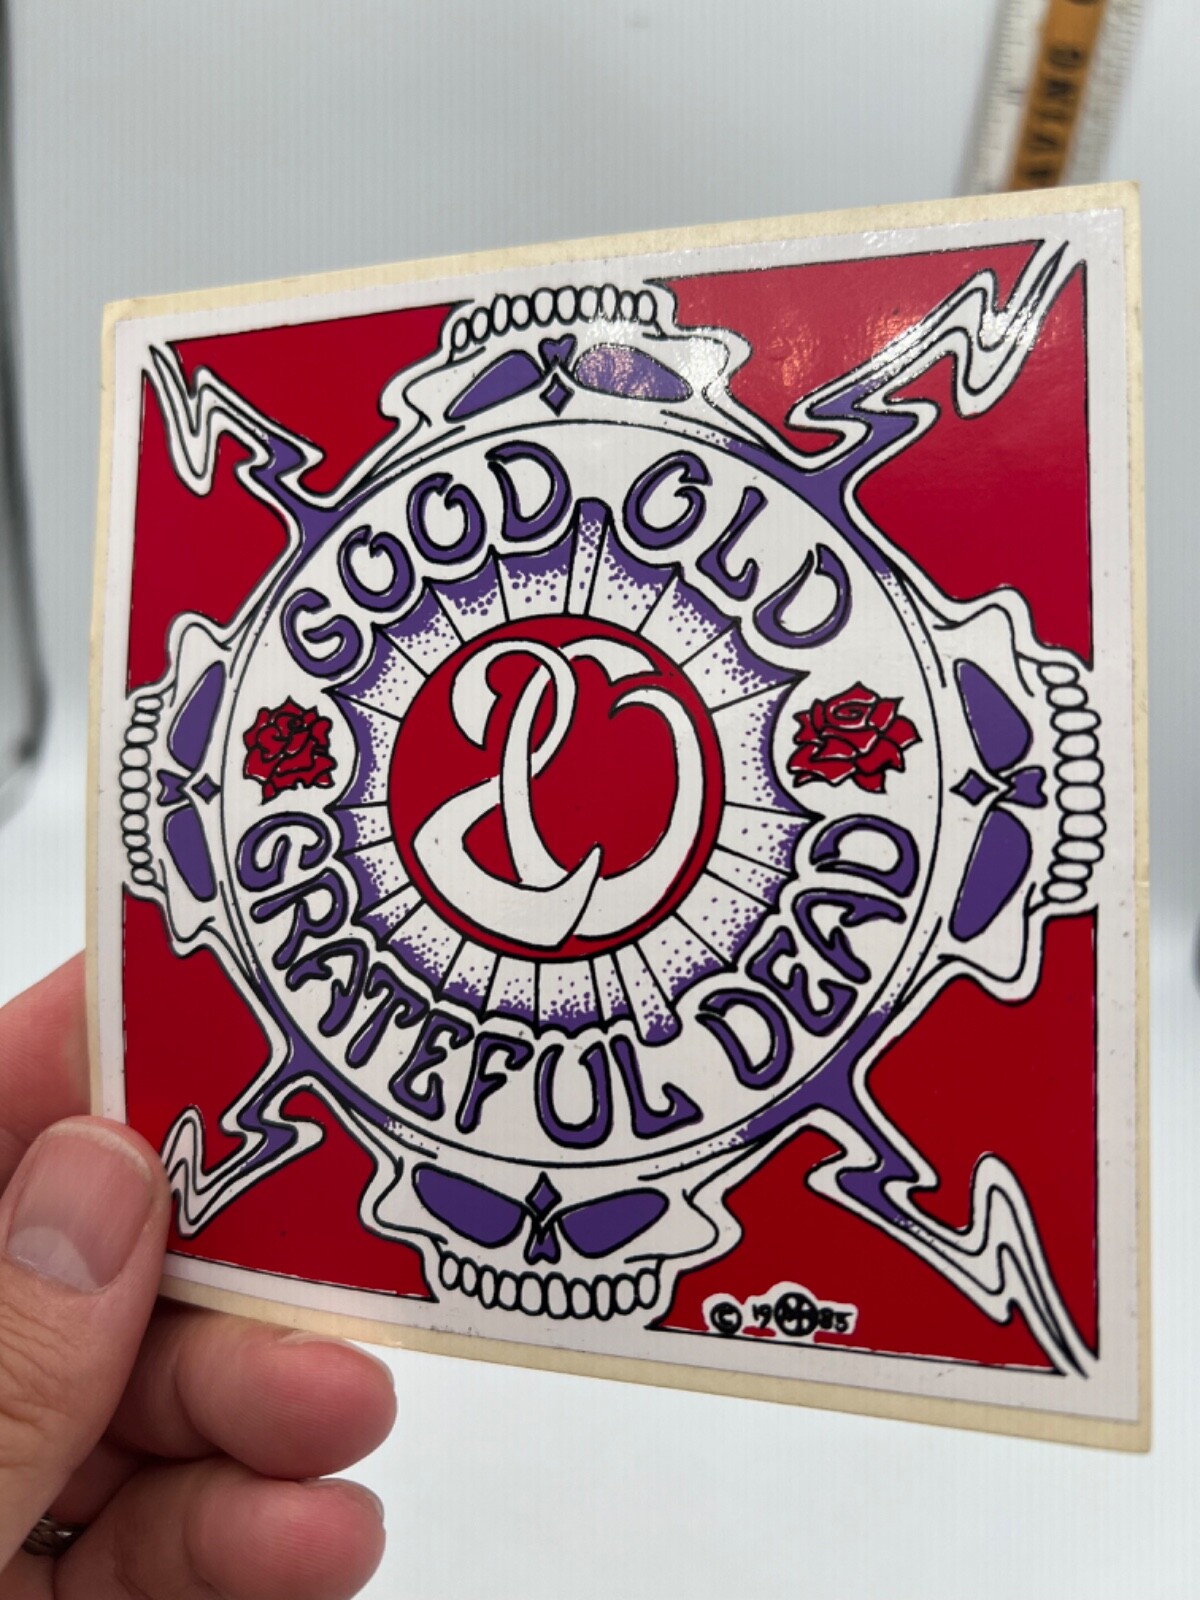 GOOD OLD
20
GRATEFUL DEAD
© 19 85